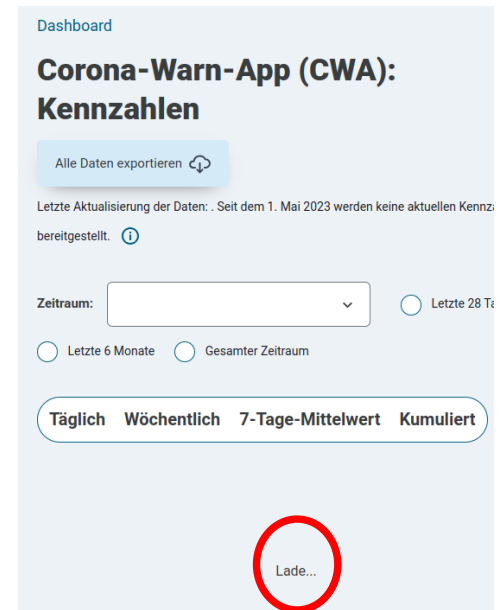 Dashboard
Corona-Warn-App (CWA):
Kennzahlen
Alle Daten exportieren
Letzte Aktualisierung der Daten: . Seit dem 1. Mai 2023 werden keine aktuellen Kennza
bereitgestellt.
Zeitraum:
Letzte 28 Ta
Letzte 6 Monate Gesamter Zeitraum
Täglich Wöchentlich 7-Tage-Mittelwert Kumuliert
Lade...